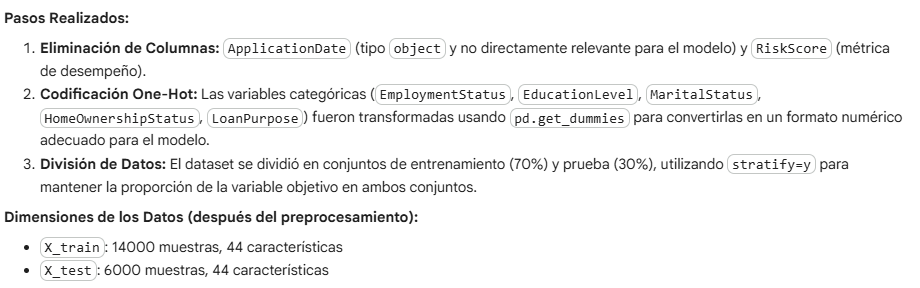 Pasos Realizados:
1. Eliminación de Columnas: ApplicationDate (tipo object y no directamente relevante para el modelo) y RiskScore (métrica
de desempeño).
2. Codificación One-Hot: Las variables categóricas (EmploymentStatus, EducationLevel, MaritalStatus,
HomeOwnershipStatus, LoanPurpose) fueron transformadas usando pd.get_dummies para convertirlas en un formato numérico
adecuado para el modelo.
3. División de Datos: El dataset se dividió en conjuntos de entrenamiento (70%) y prueba (30%), utilizando stratify=y para
mantener la proporción de la variable objetivo en ambos conjuntos.
Dimensiones de los Datos (después del preprocesamiento):
• X_train: 14000 muestras, 44 características
• X_test: 6000 muestras, 44 características